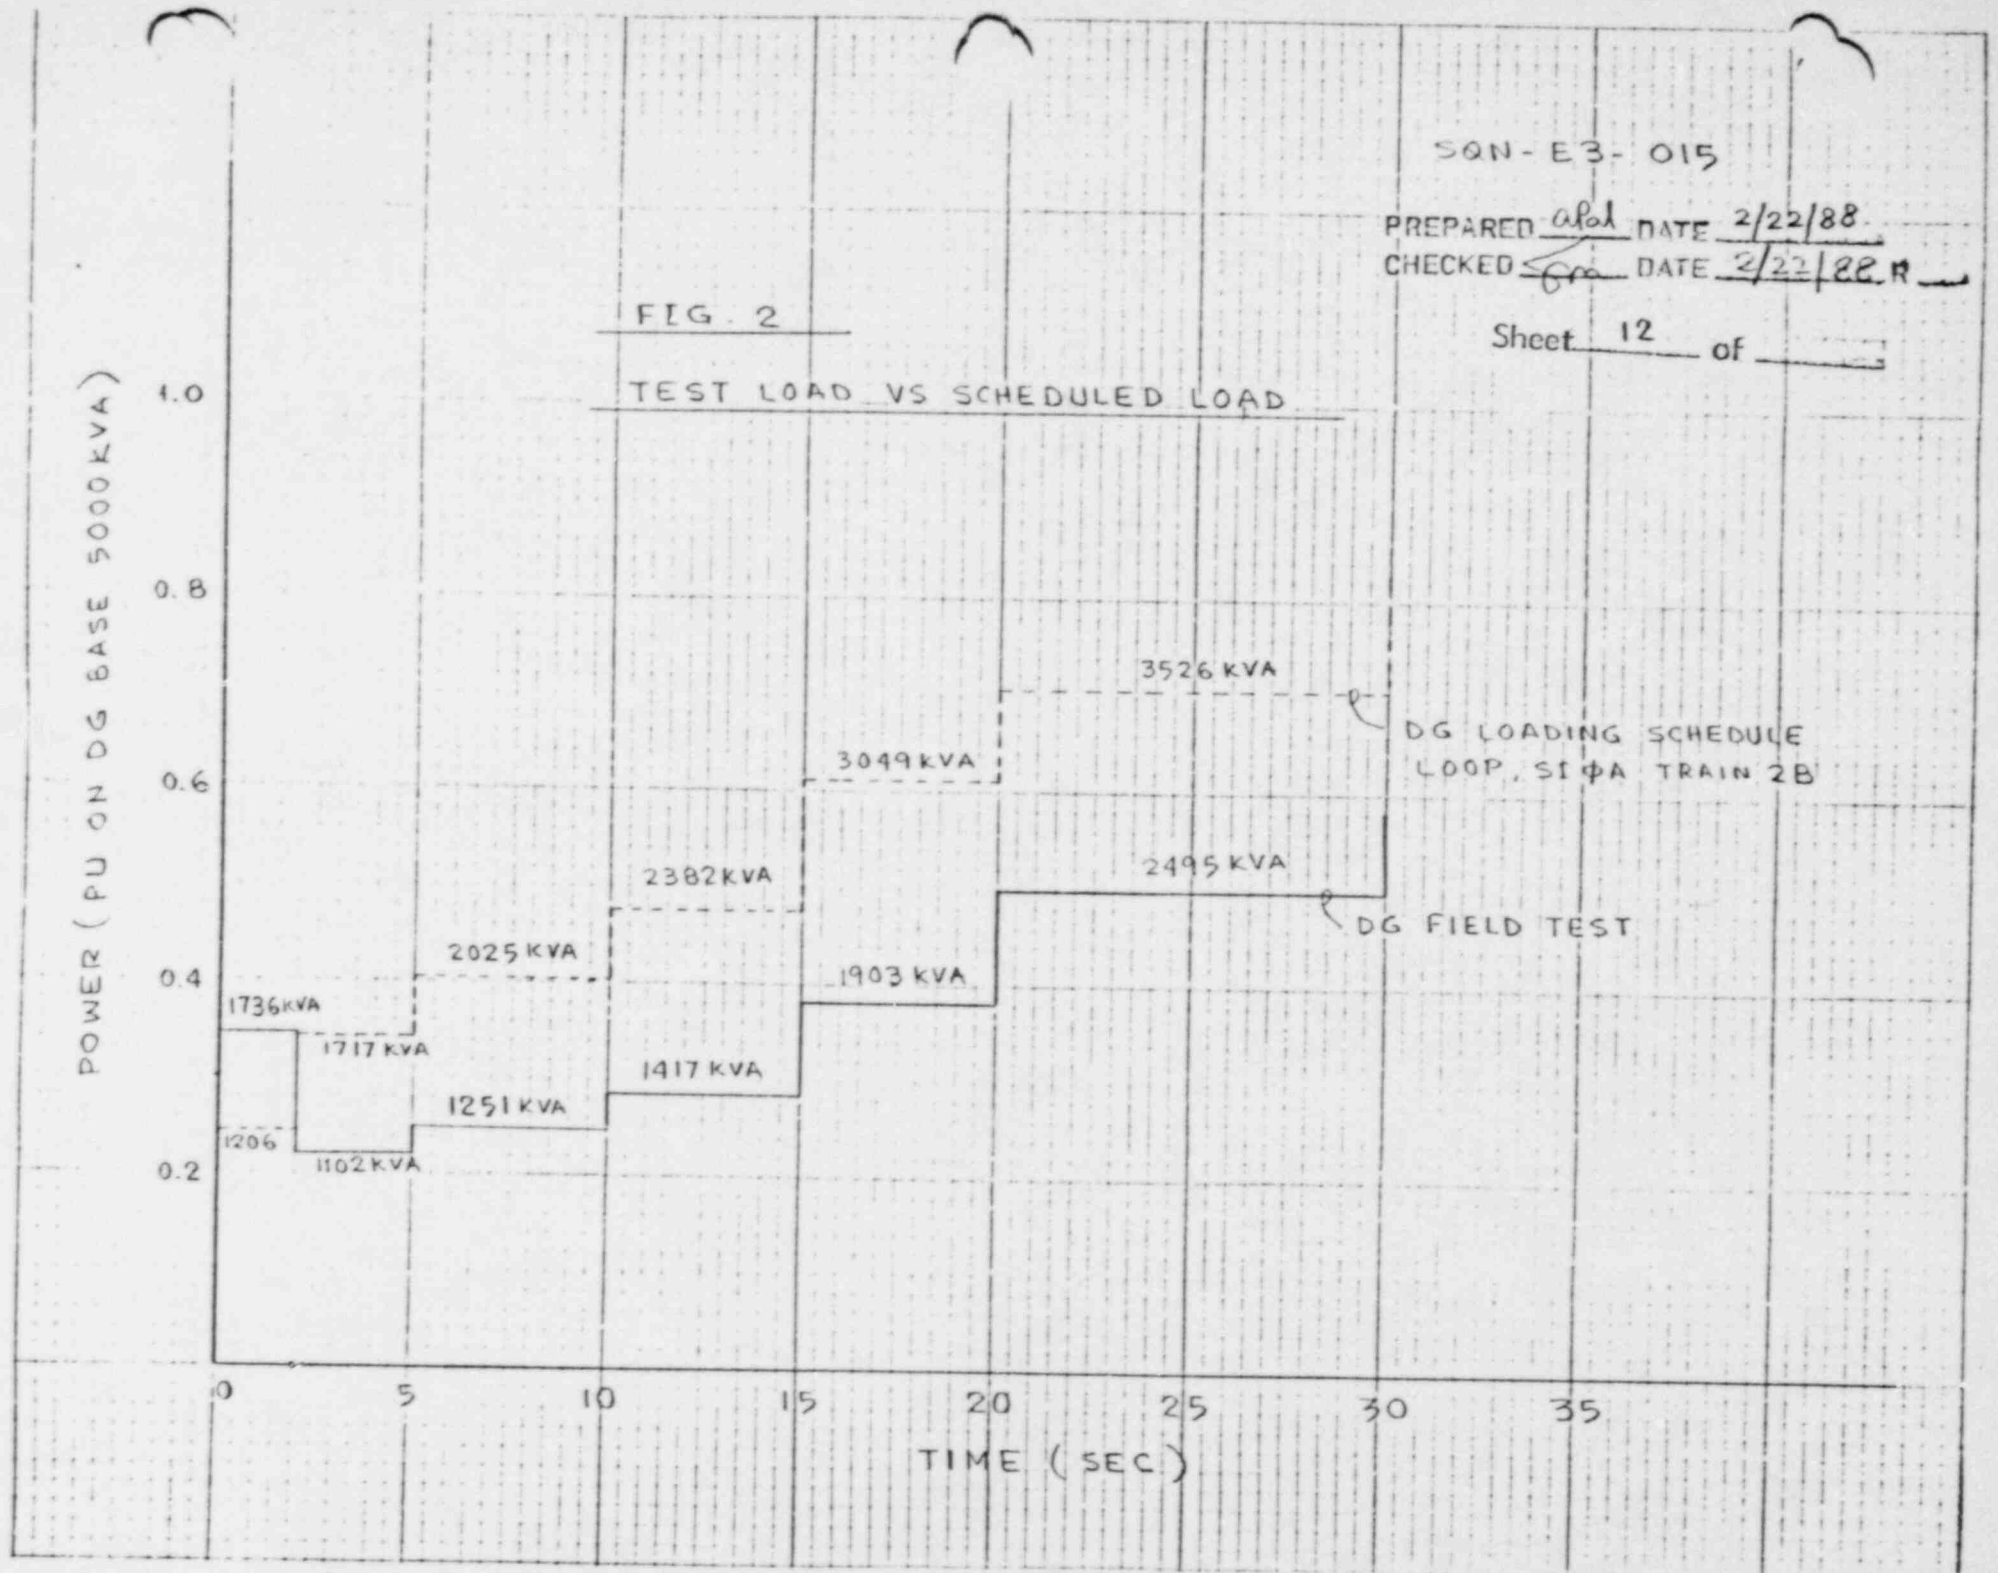 SQN-E3-015
PREPARED DATE 2/22/88
CHECKED DATE 2/22/88 R
Sheet 12 of
FIG. 2
TEST LOAD VS SCHEDULED LOAD
POWER (PU ON DG BASE 5000KVA)
1.0
0.8
0.6
0.4
0.2
3526 KVA
DG LOADING SCHEDULE
LOOP, SI ϕA TRAIN 2B
3049 KVA
2382 KVA
2495 KVA
DG FIELD TEST
2025 KVA
1903 KVA
1736 KVA
1717 KVA
1417 KVA
1251 KVA
1206
1102 KVA
0 5 10 15 20 25 30 35
TIME (SEC)